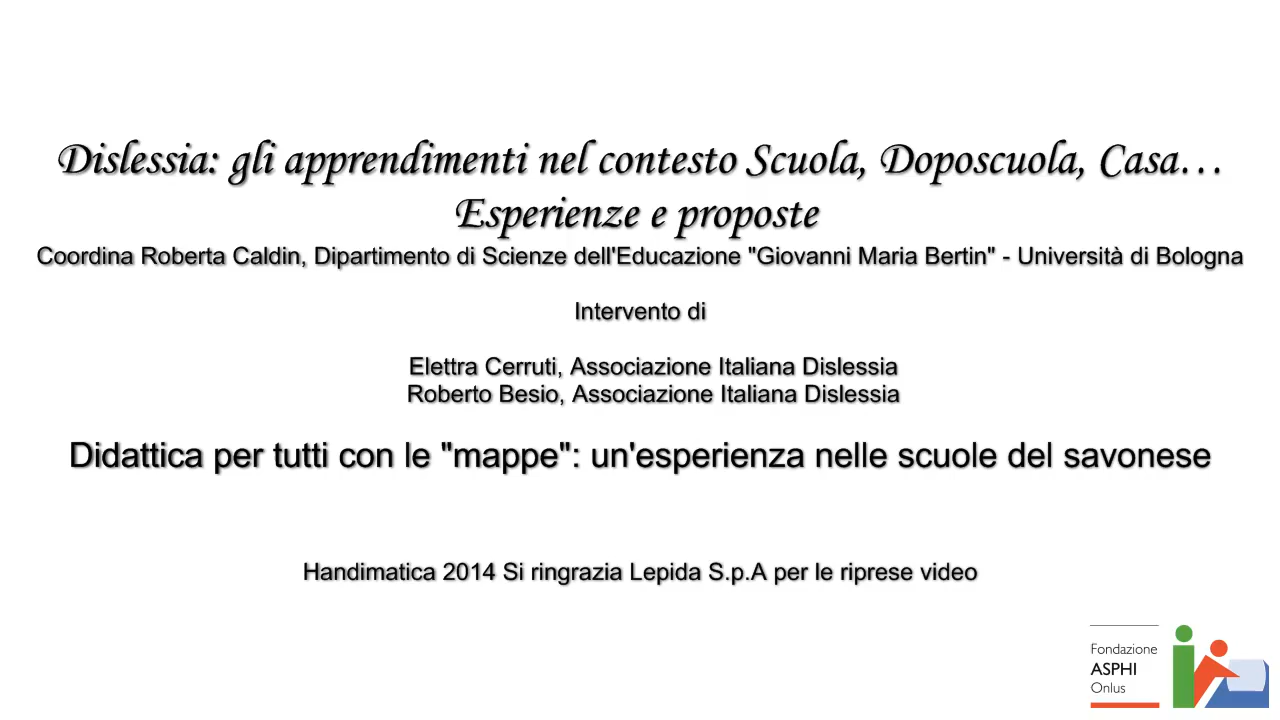 Dislessia: gli apprendimenti nel contesto Scuola, Doposcuola, Casa…
Esperienze e proposte
Coordina Roberta Caldin, Dipartimento di Scienze dell'Educazione "Giovanni Maria Bertin" - Università di Bologna
Intervento di
Elettra Cerruti, Associazione Italiana Dislessia
Roberto Besio, Associazione Italiana Dislessia
Didattica per tutti con le "mappe": un'esperienza nelle scuole del savonese
Handimatica 2014 Si ringrazia Lepida S.p.A per le riprese video
Fondazione
ASPHI
Onlus